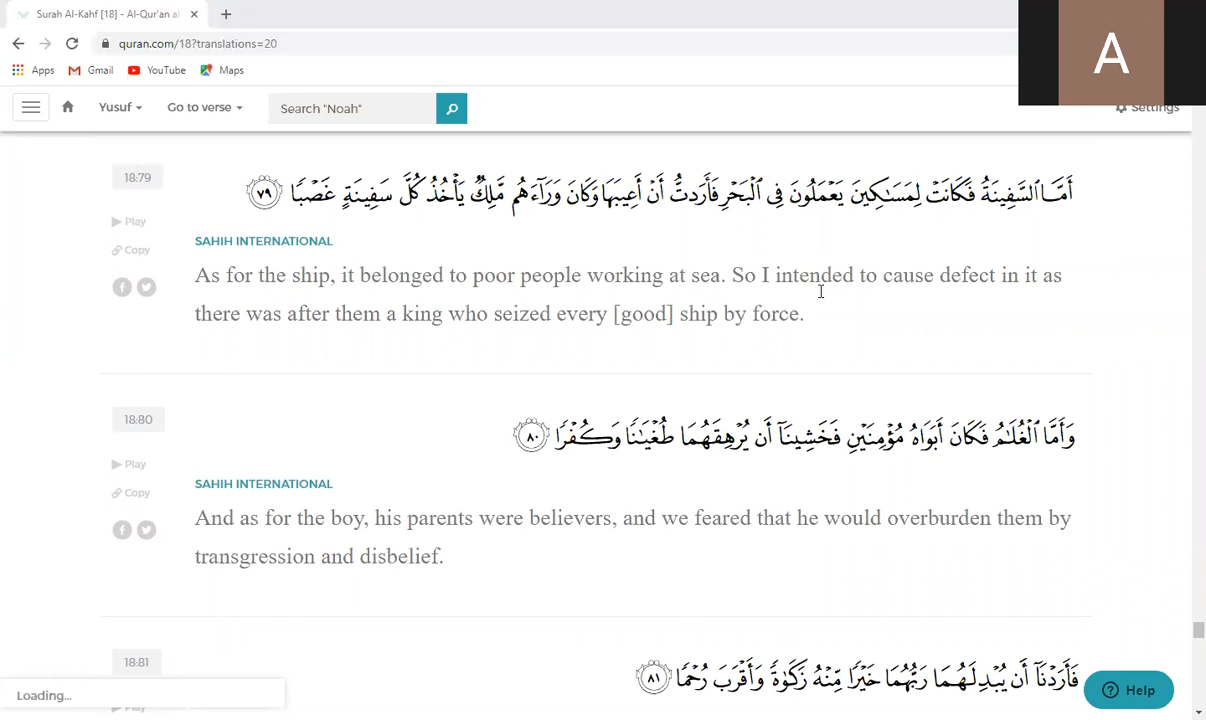 Surah Al-Kahf [18] - Al-Qur'an al
quran.com/18?translations=20
Apps Gmail YouTube Maps
A
Yusuf Go to verse Search "Noah" Settings
18:79
أَمَّا ٱلسَّفِينَةُ فَكَانَتْ لِمَسَٰكِينَ يَعْمَلُونَ فِى ٱلْبَحْرِ فَأَرَدتُّ أَنْ أَعِيبَهَا وَكَانَ وَرَآءَهُم مَّلِكٌ يَأْخُذُ كُلَّ سَفِينَةٍ غَصْبًا ٧٩
Play
Copy
SAHIH INTERNATIONAL
As for the ship, it belonged to poor people working at sea. So I intended to cause defect in it as
there was after them a king who seized every [good] ship by force.
18:80
وَأَمَّا ٱلْغُلَٰمُ فَكَانَ أَبَوَاهُ مُؤْمِنَيْنِ فَخَشِينَآ أَن يُرْهِقَهُمَا طُغْيَٰنًا وَكُفْرًا ٨٠
Play
Copy
SAHIH INTERNATIONAL
And as for the boy, his parents were believers, and we feared that he would overburden them by
transgression and disbelief.
18:81
فَأَرَدْنَآ أَن يُبْدِلَهُمَا رَبُّهُمَا خَيْرًا مِّنْهُ زَكَوٰةً وَأَقْرَبَ رُحْمًا ٨١
Play
Loading...
Help